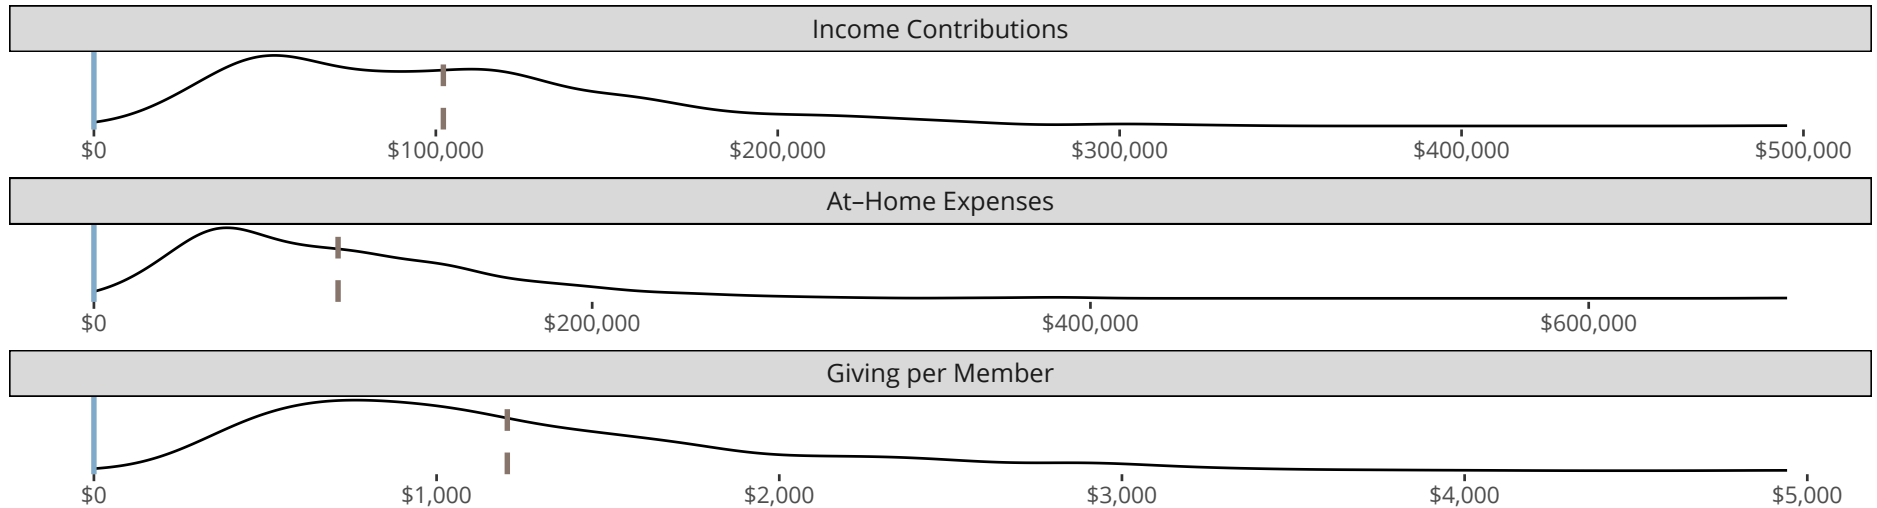 Income Contributions
$0 $100,000 $200,000 $300,000 $400,000 $500,000
At–Home Expenses
$0 $200,000 $400,000 $600,000
Giving per Member
$0 $1,000 $2,000 $3,000 $4,000 $5,000